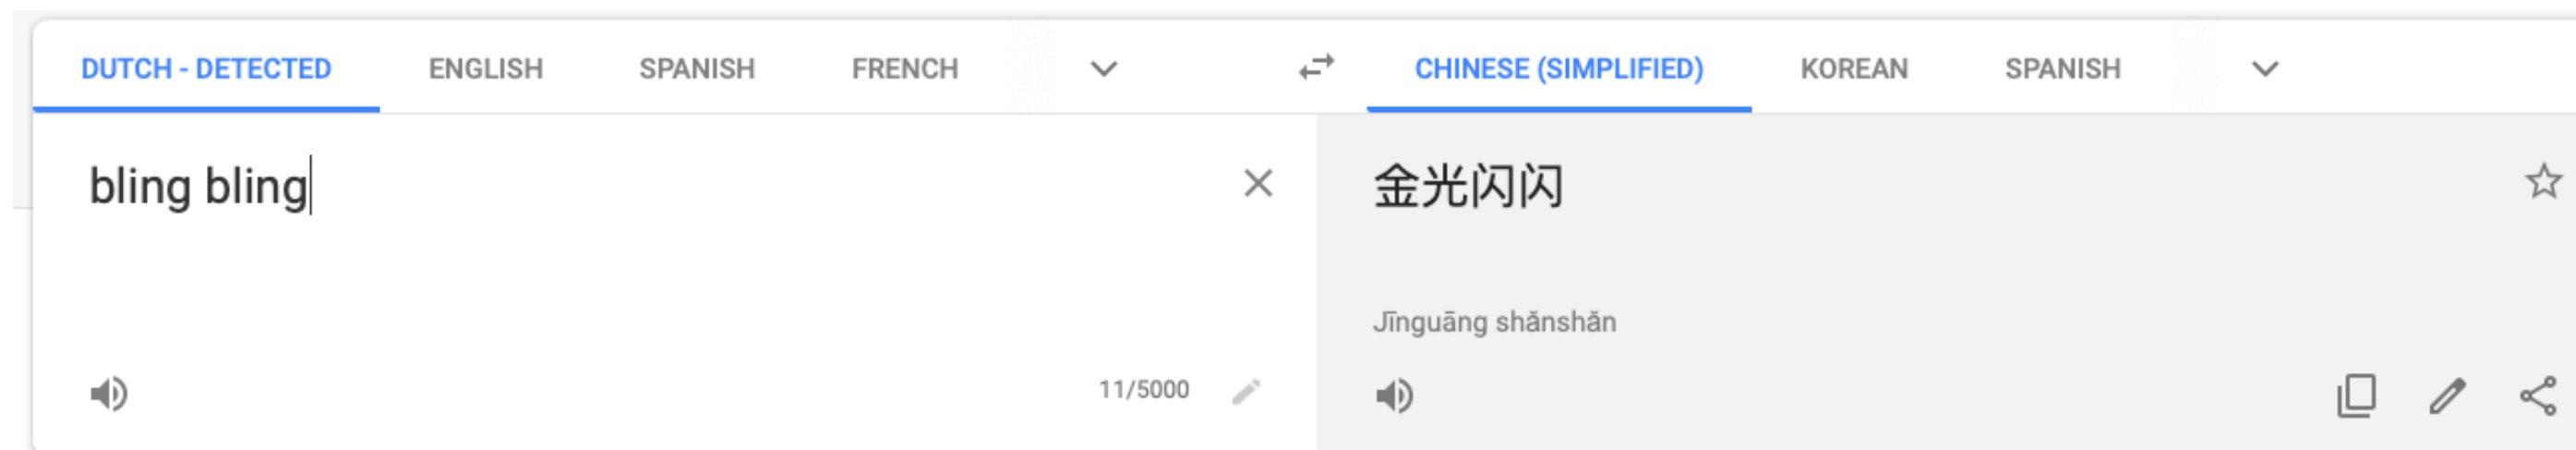 DUTCH - DETECTED ENGLISH SPANISH FRENCH CHINESE (SIMPLIFIED) KOREAN SPANISH
bling bling
金光闪闪
Jīnguāng shǎnshǎn
11/5000